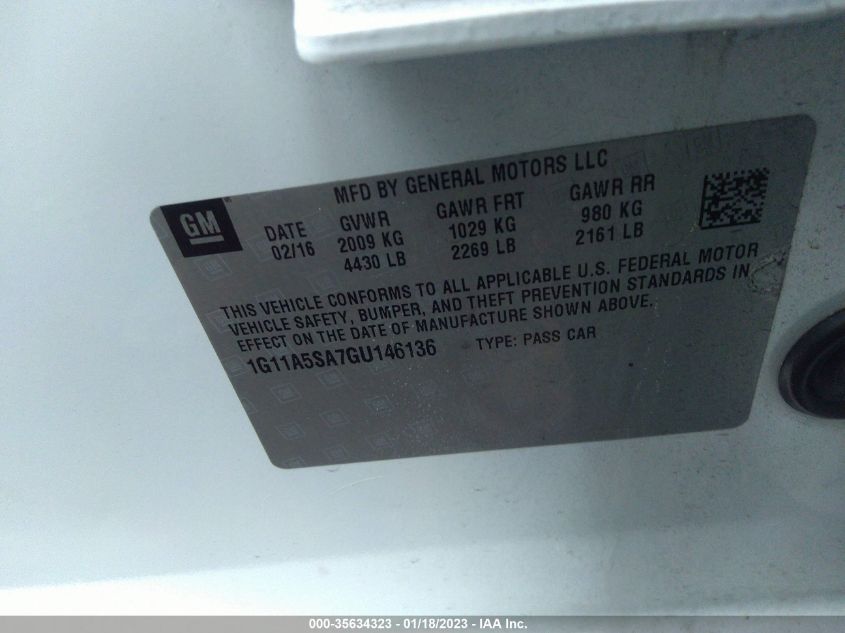 MFD BY GENERAL MOTORS LLC
GM
DATE GVWR GAWR FRT GAWR RR
02/16 2009 KG 1029 KG 980 KG
4430 LB 2269 LB 2161 LB
THIS VEHICLE CONFORMS TO ALL APPLICABLE U.S. FEDERAL MOTOR
VEHICLE SAFETY, BUMPER, AND THEFT PREVENTION STANDARDS IN
EFFECT ON THE DATE OF MANUFACTURE SHOWN ABOVE.
1G11A5SA7GU146136 TYPE: PASS CAR
000-35634323 - 01/18/2023 - IAA Inc.